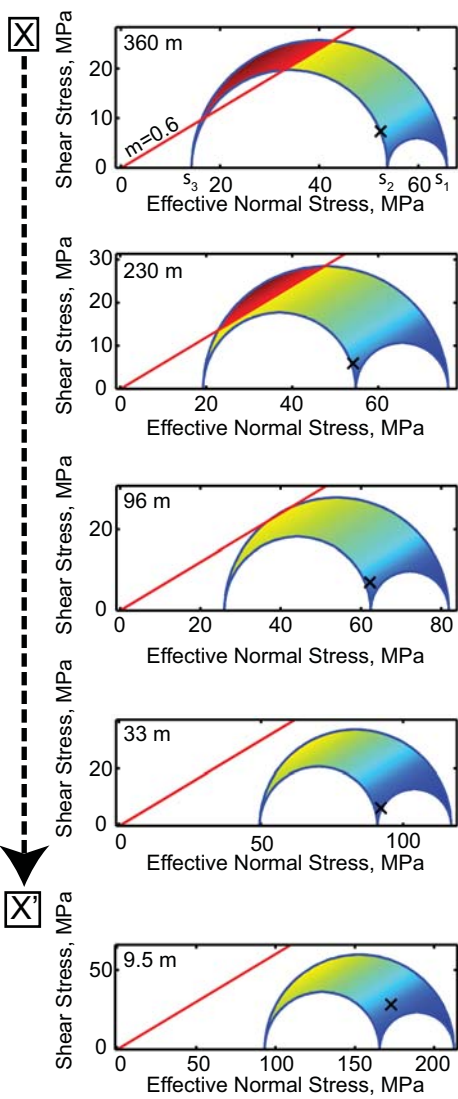 X
Shear Stress, MPa
360 m
20
10
0
m=0.6
0 20 40 60
S3 S2 S1
Effective Normal Stress, MPa
Shear Stress, MPa
230 m
30
20
10
0
0 20 40 60
Effective Normal Stress, MPa
Shear Stress, MPa
96 m
20
0
0 20 40 60 80
Effective Normal Stress, MPa
Shear Stress, MPa
33 m
20
0
0 50 100
Effective Normal Stress, MPa
X'
Shear Stress, MPa
9.5 m
50
0
0 50 100 150 200
Effective Normal Stress, MPa